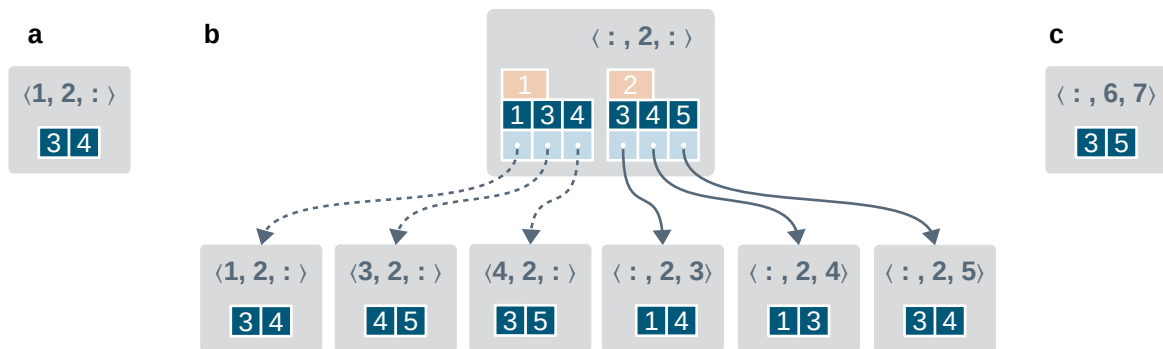 a
⟨1, 2, : ⟩
3 4
b
⟨ : , 2, : ⟩
1 2
1 3 4 3 4 5
⟨1, 2, : ⟩ ⟨3, 2, : ⟩ ⟨4, 2, : ⟩ ⟨ : , 2, 3⟩ ⟨ : , 2, 4⟩ ⟨ : , 2, 5⟩
3 4 4 5 3 5 1 4 1 3 3 4
c
⟨ : , 6, 7⟩
3 5